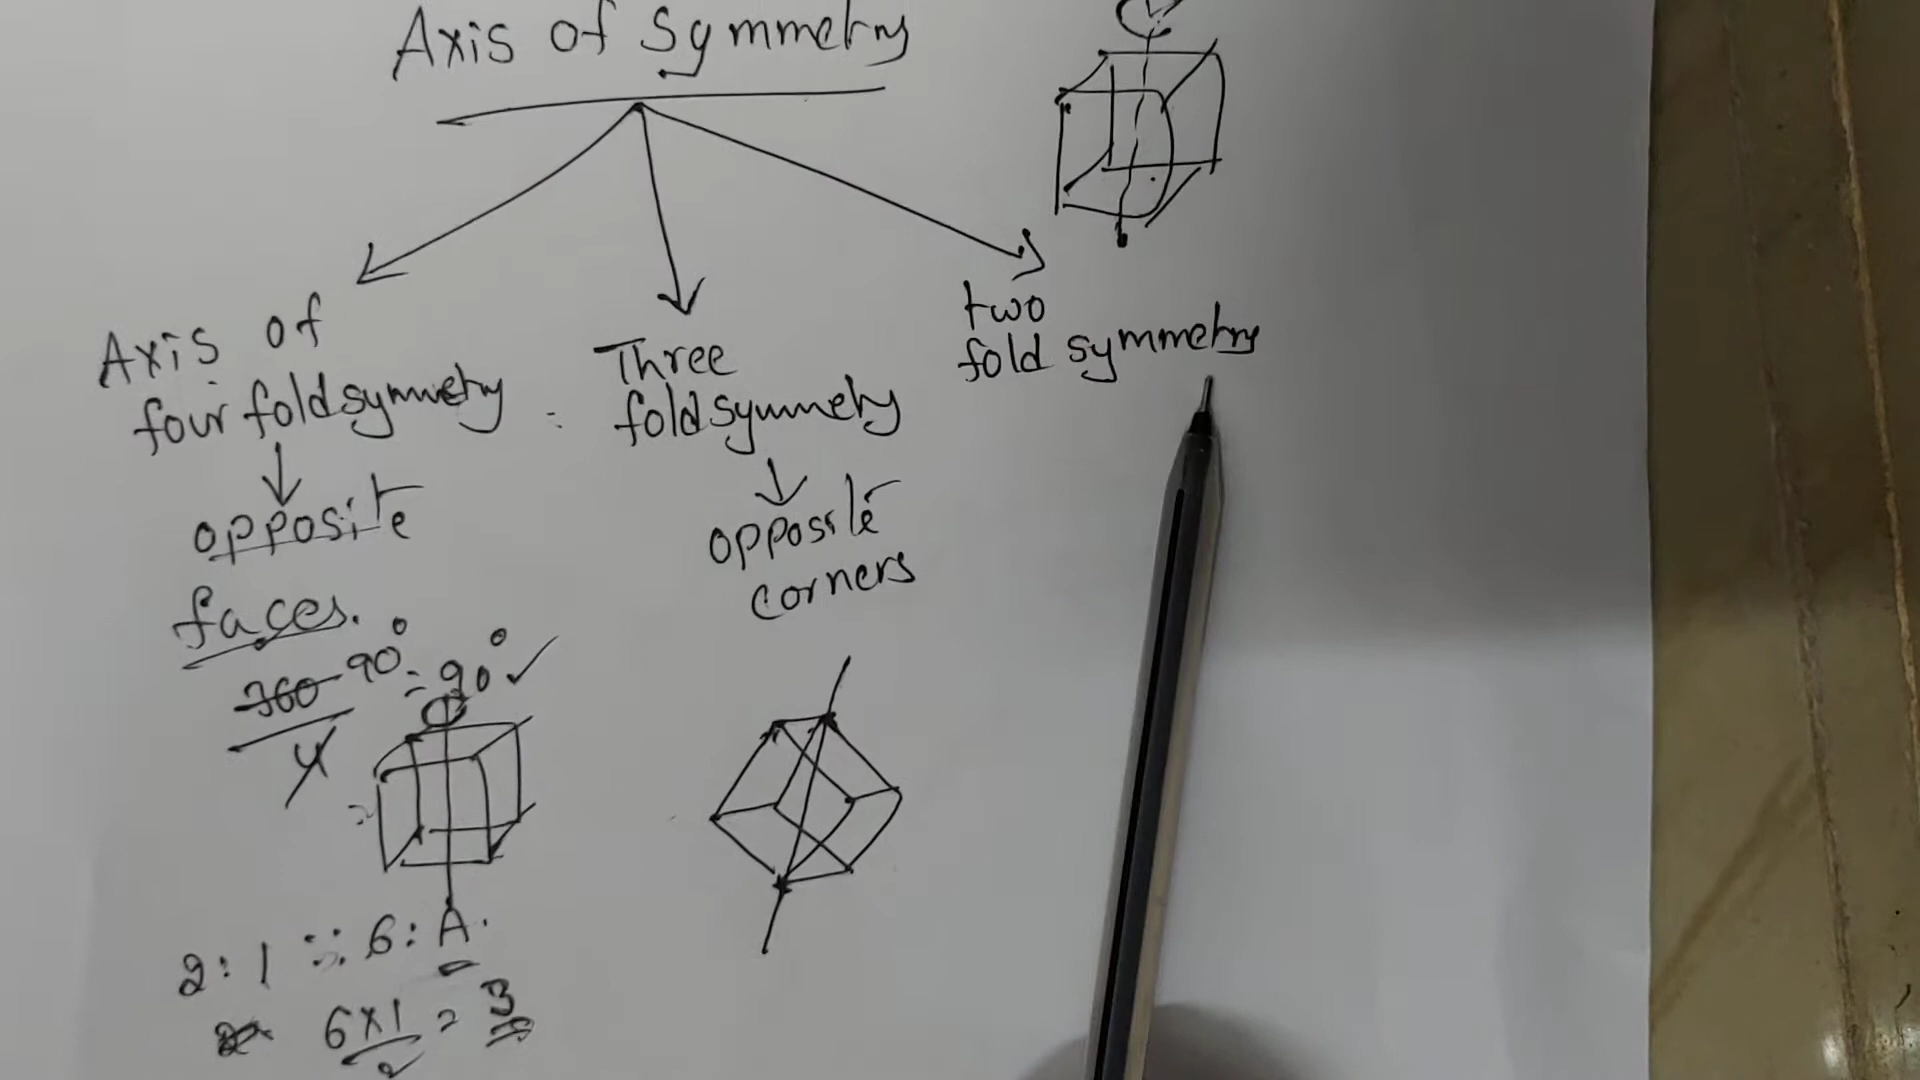 Axis of Symmetry
Axis of
four fold symmetry
Three
fold symmetry
two
fold symmetry
opposite
faces.
opposite
corners
360 90° = 90° ✓
4
2 : 1 :: 6 : A.
6×1 = 3
2